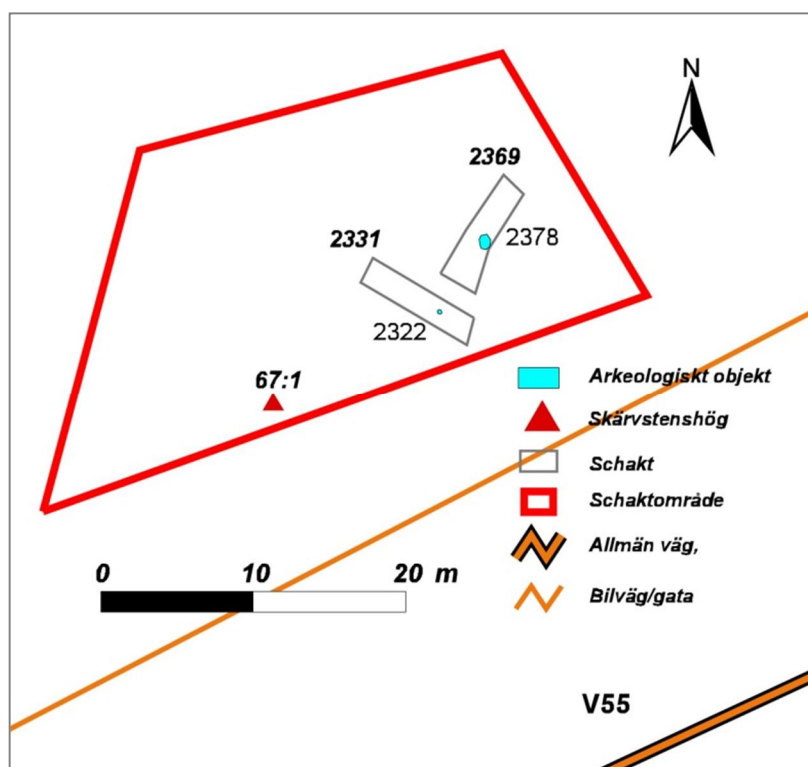 N
2369
2331
2378
2322
67:1
Arkeologiskt objekt
Skärvstenshög
Schakt
Schaktområde
Allmän väg,
Bilväg/gata
0 10 20 m
V55